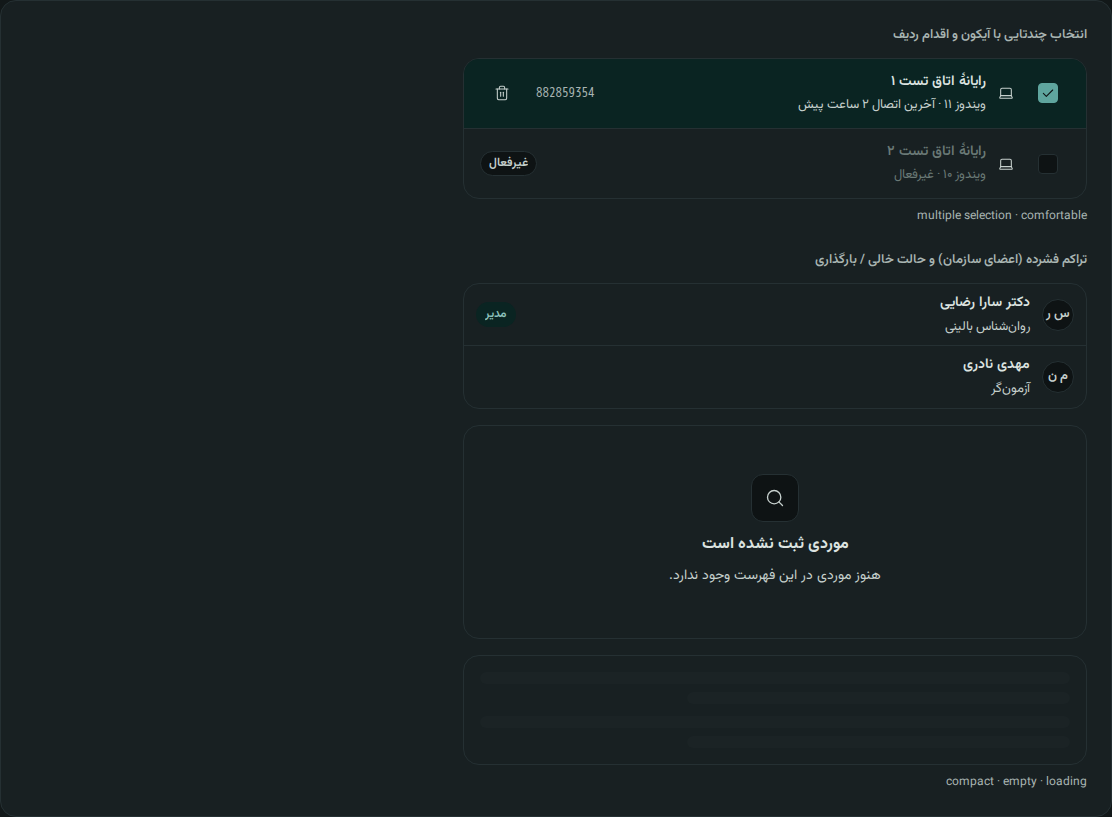 انتخاب چندتایی با آیکون و اقدام ردیف
رایانهٔ اتاق تست ۱
ویندوز ۱۱ · آخرین اتصال ۲ ساعت پیش
882859354
رایانهٔ اتاق تست ۲
ویندوز ۱۰ · غیرفعال
غیرفعال
multiple selection · comfortable
تراکم فشرده (اعضای سازمان) و حالت خالی / بارگذاری
س ر
دکتر سارا رضایی
روان‌شناس بالینی
مدیر
م ن
مهدی نادری
آزمون‌گر
موردی ثبت نشده است
هنوز موردی در این فهرست وجود ندارد.
compact · empty · loading